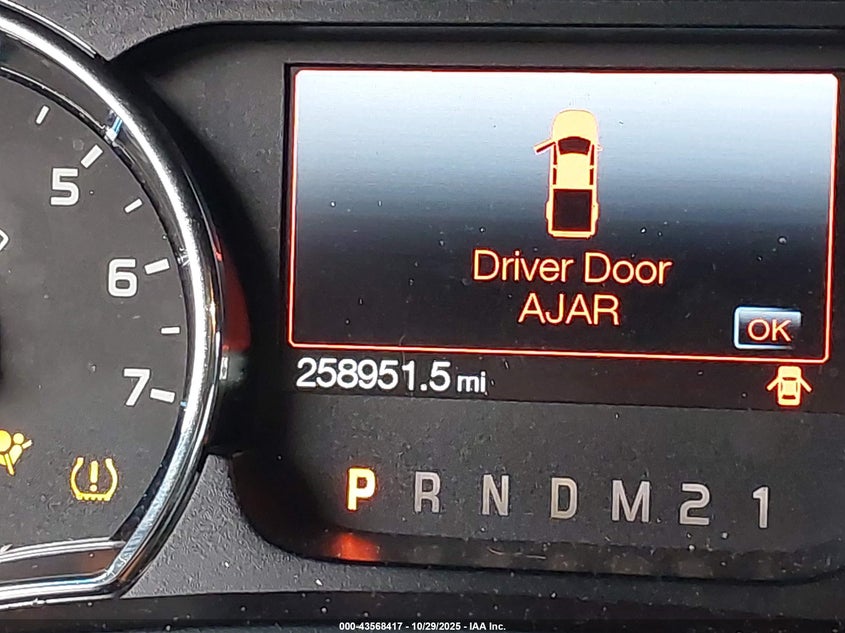 5
6
7
Driver Door
AJAR
OK
258951.5 mi
P R N D M 2 1
000-43568417 - 10/29/2025 - IAA Inc.